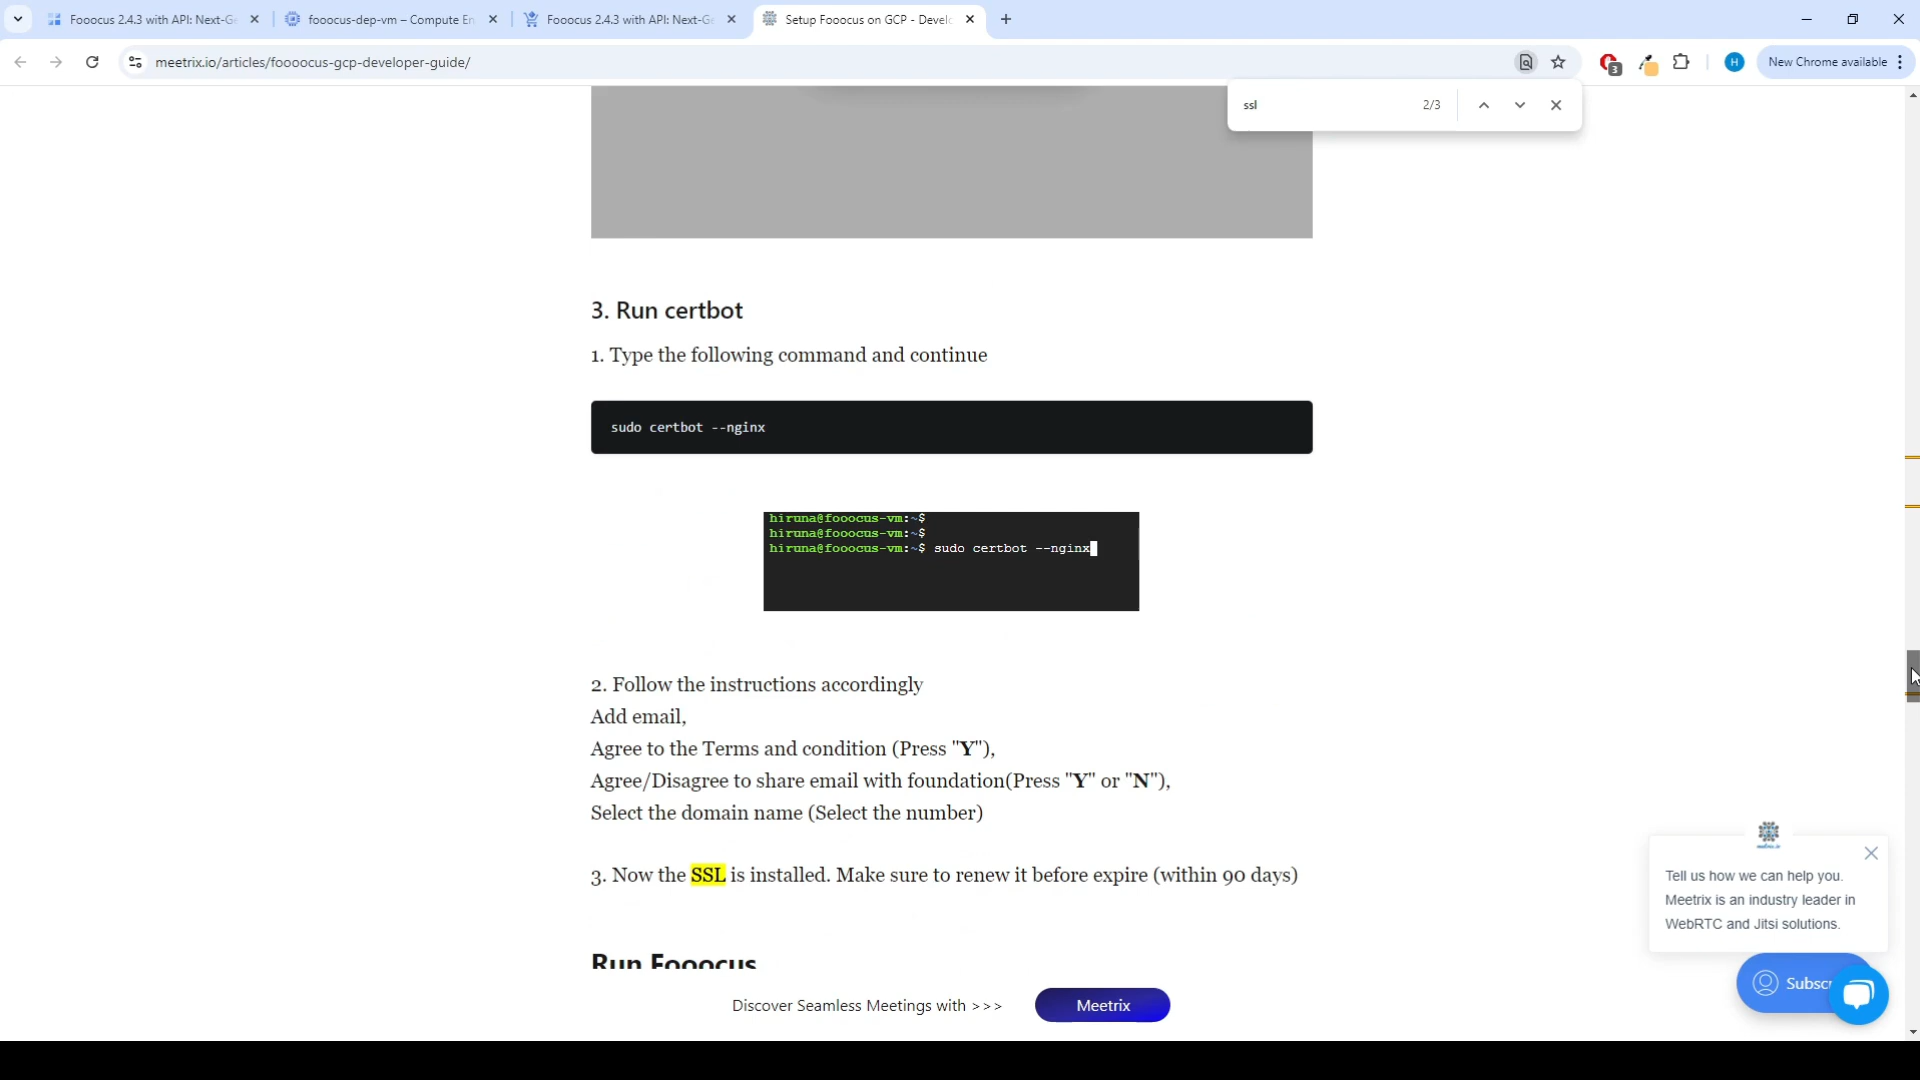 Fooocus 2.4.3 with API: Next-Ge
fooocus-dep-vm – Compute En
Fooocus 2.4.3 with API: Next-Ge
Setup Fooocus on GCP - Develo
meetrix.io/articles/foooocus-gcp-developer-guide/
3
H
New Chrome available
ssl
2/3
3. Run certbot
1. Type the following command and continue
sudo certbot --nginx
hiruna@fooocus-vm:~$
hiruna@fooocus-vm:~$
hiruna@fooocus-vm:~$ sudo certbot --nginx
2. Follow the instructions accordingly
Add email,
Agree to the Terms and condition (Press "Y"),
Agree/Disagree to share email with foundation(Press "Y" or "N"),
Select the domain name (Select the number)
3. Now the SSL is installed. Make sure to renew it before expire (within 90 days)
Run Fooocus
Tell us how we can help you.
Meetrix is an industry leader in
WebRTC and Jitsi solutions.
Subscr
Discover Seamless Meetings with >>>
Meetrix